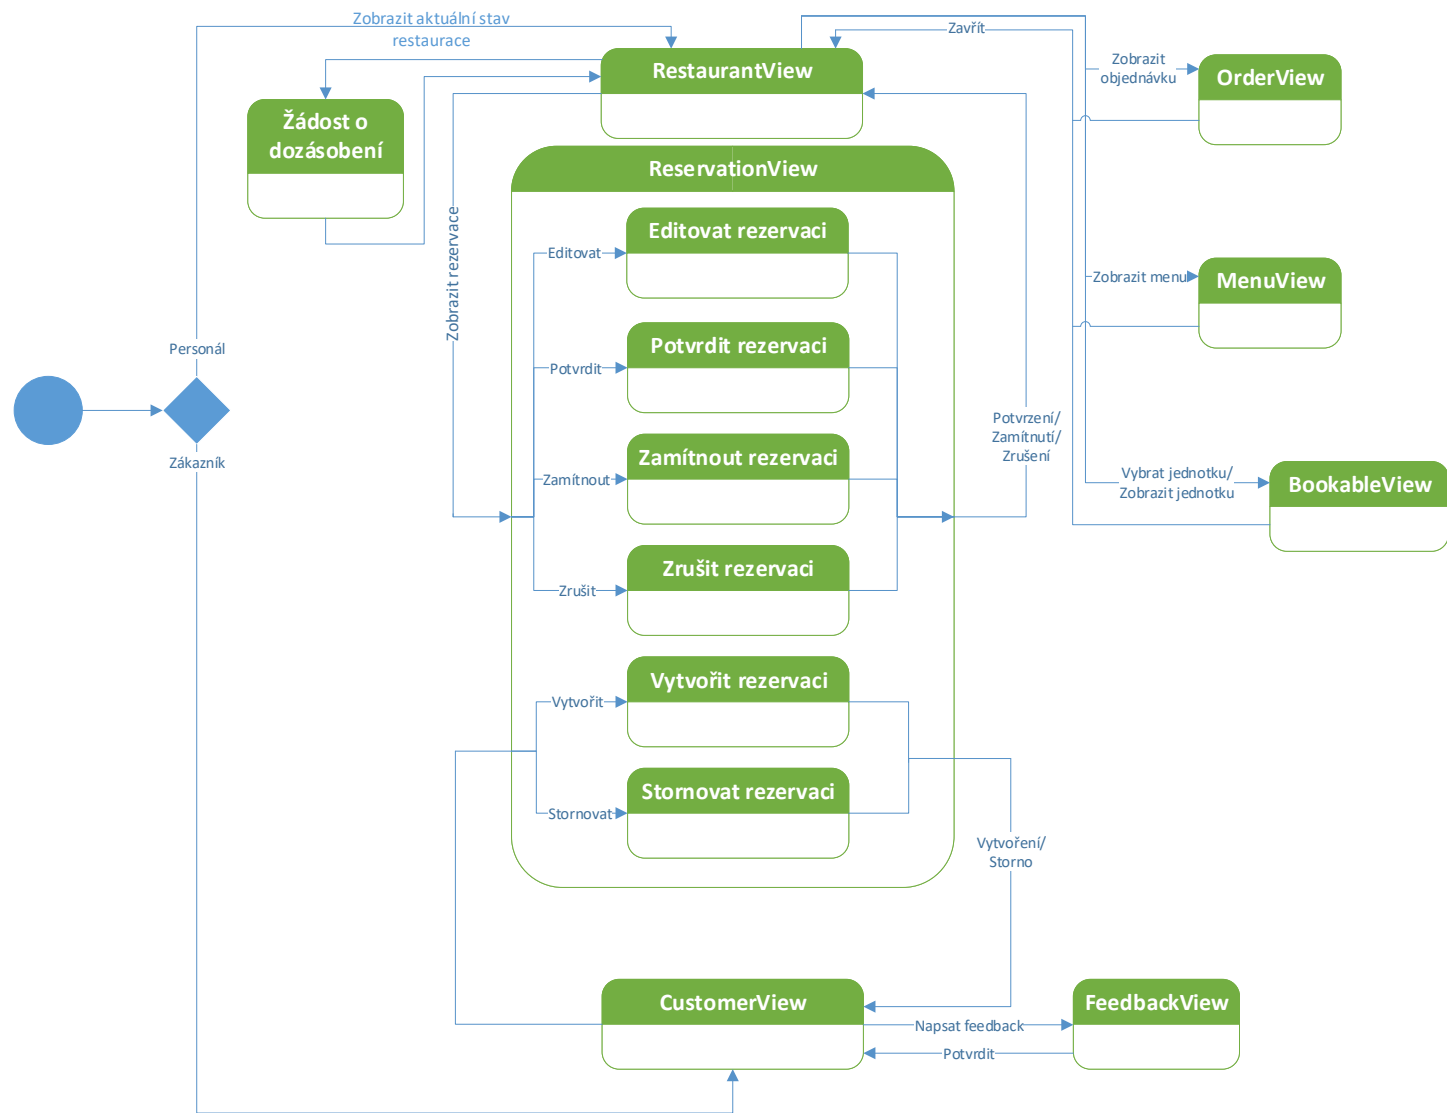 Zobrazit aktuální stav
restaurace
Zavřít
RestaurantView
Zobrazit
objednávku
OrderView
Žádost o
dozásobení
ReservationView
Zobrazit rezervace
Editovat rezervaci
Editovat
Zobrazit menu
MenuView
Personál
Potvrdit rezervaci
Potvrdit
Potvrzení/
Zamítnutí/
Zrušení
Zákazník
Zamítnout rezervaci
Zamítnout
Vybrat jednotku/
Zobrazit jednotku
BookableView
Zrušit rezervaci
Zrušit
Vytvořit rezervaci
Vytvořit
Stornovat rezervaci
Stornovat
Vytvoření/
Storno
CustomerView
FeedbackView
Napsat feedback
Potvrdit